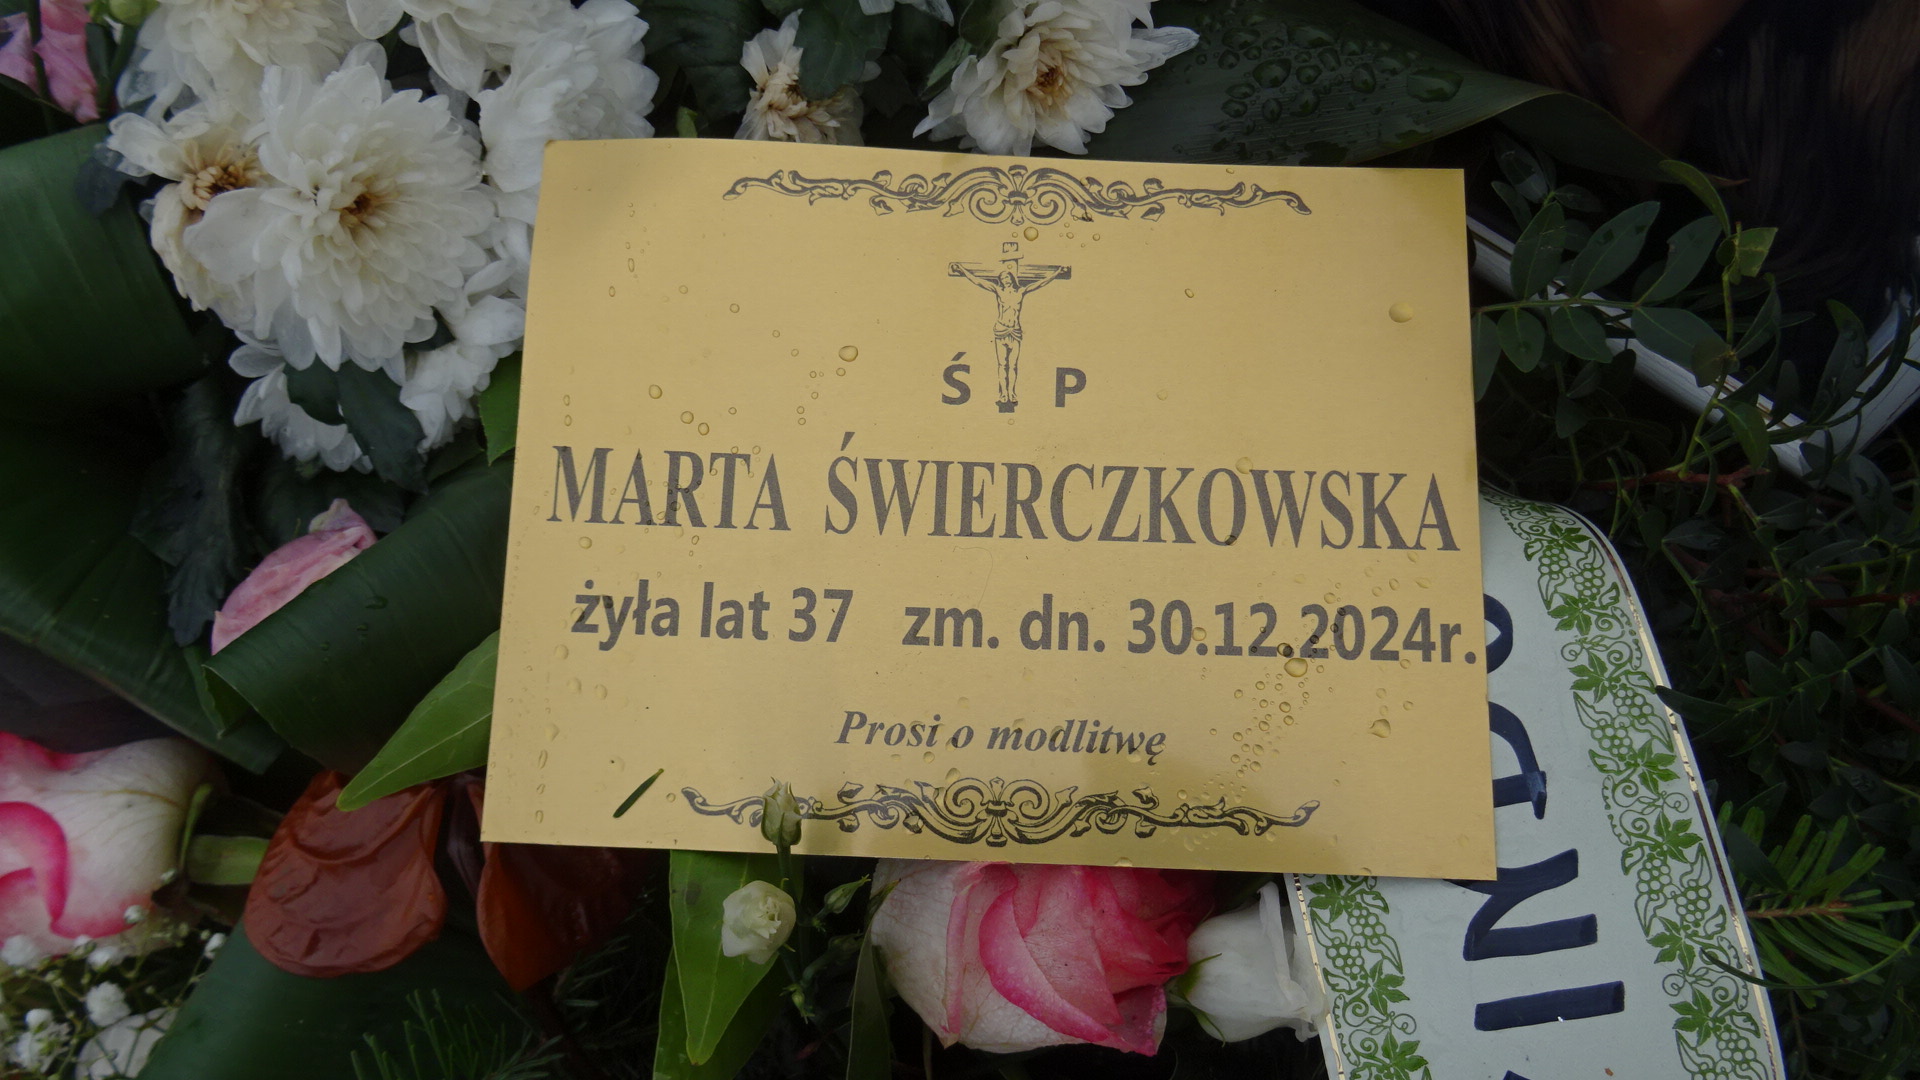 Ś P
MARTA ŚWIERCZKOWSKA
żyła lat 37 zm. dn. 30.12.2024r.
Prosi o modlitwę